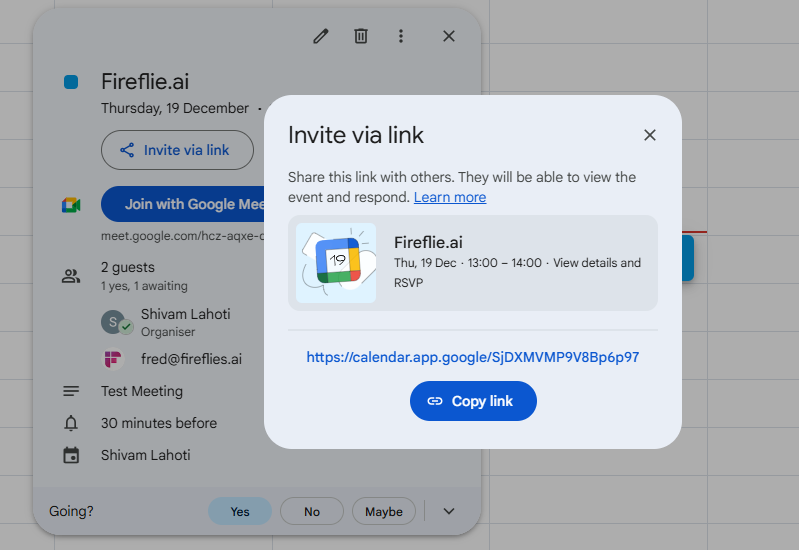 Fireflie.ai
Thursday, 19 December ·
Invite via link
Join with Google Mee
meet.google.com/hcz-aqxe-
2 guests
1 yes, 1 awaiting
S
Shivam Lahoti
Organiser
fred@fireflies.ai
Test Meeting
30 minutes before
Shivam Lahoti
Going?
Yes
No
Maybe
Invite via link
Share this link with others. They will be able to view the
event and respond. Learn more
19
Fireflie.ai
Thu, 19 Dec · 13:00 – 14:00 · View details and
RSVP
https://calendar.app.google/SjDXMVMP9V8Bp6p97
Copy link